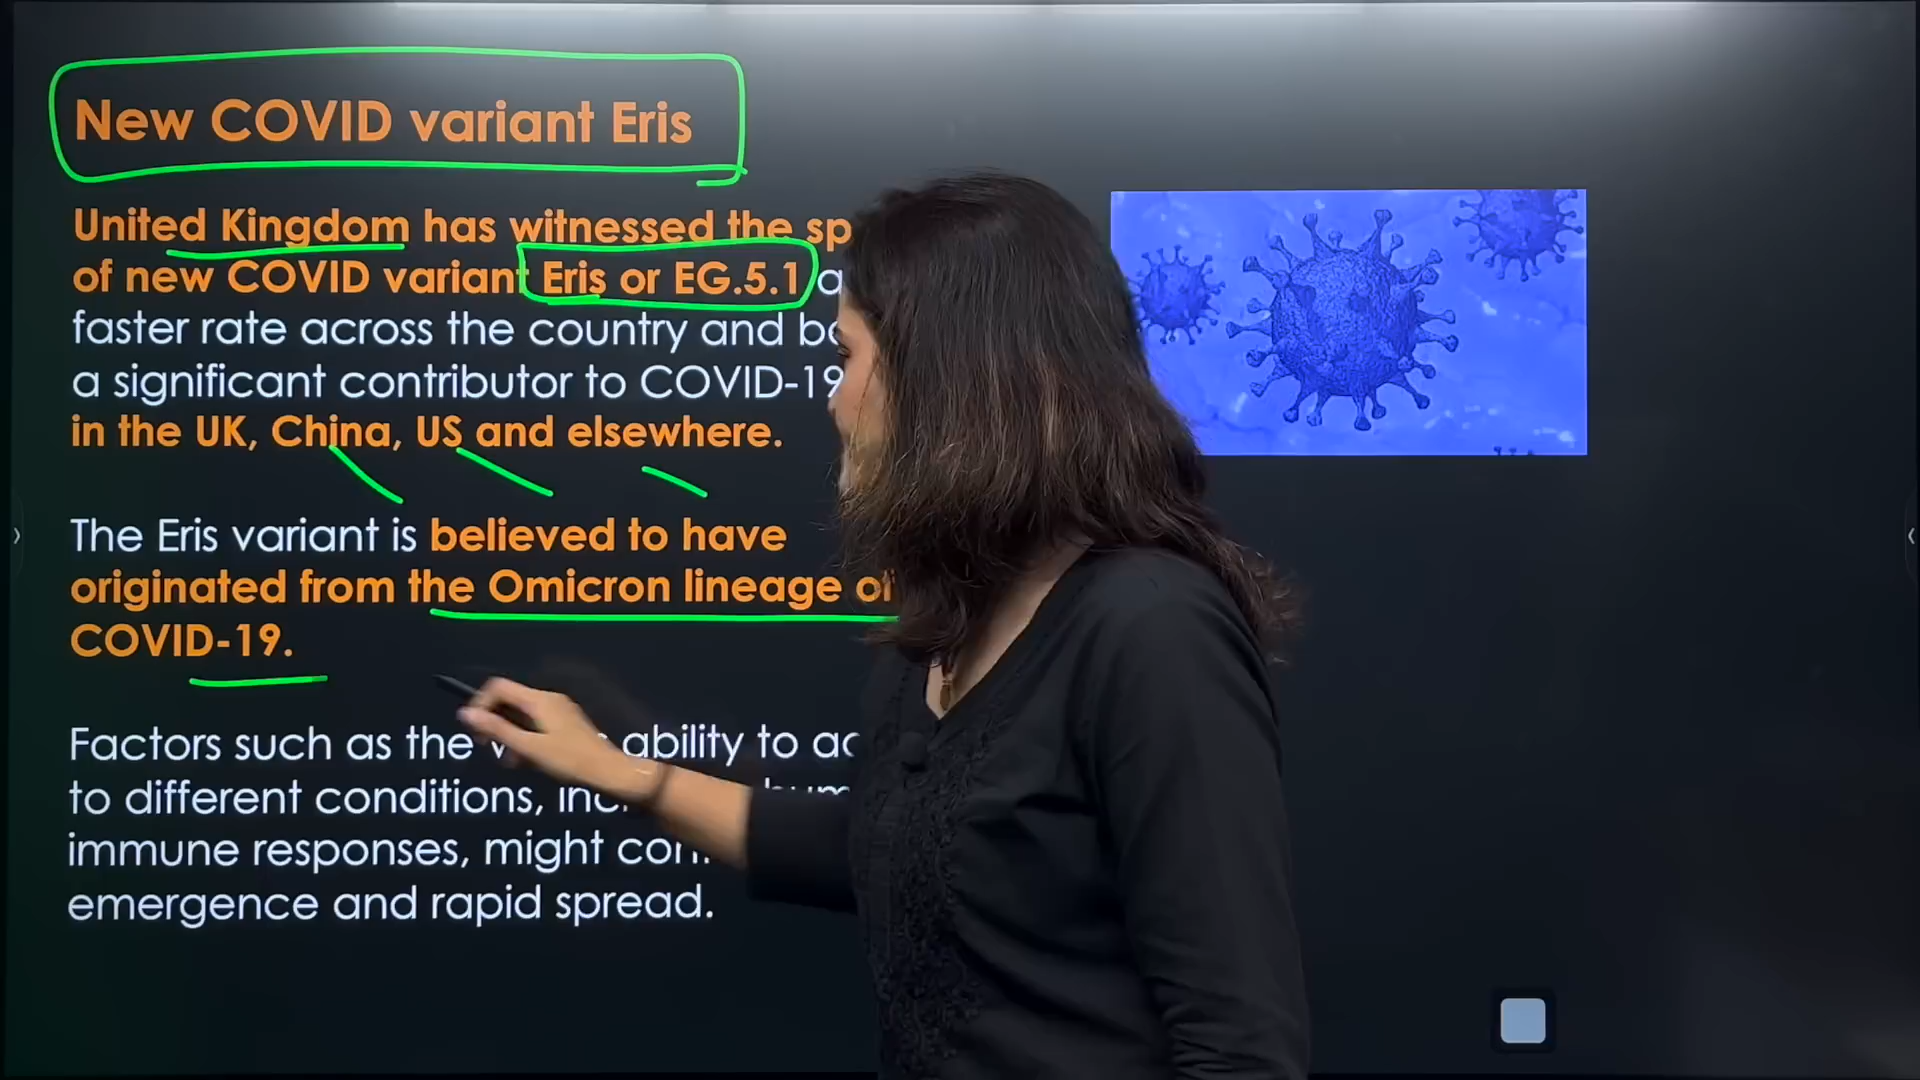 New COVID variant Eris
United Kingdom has witnessed the
of new COVID variant Eris or EG.5.1
faster rate across the country and
a significant contributor to COVID-19
in the UK, China, US and elsewhere.
The Eris variant is believed to have
originated from the Omicron lineage of
COVID-19.
Factors such as the ability to
to different conditions,
immune responses, might
emergence and rapid spread.